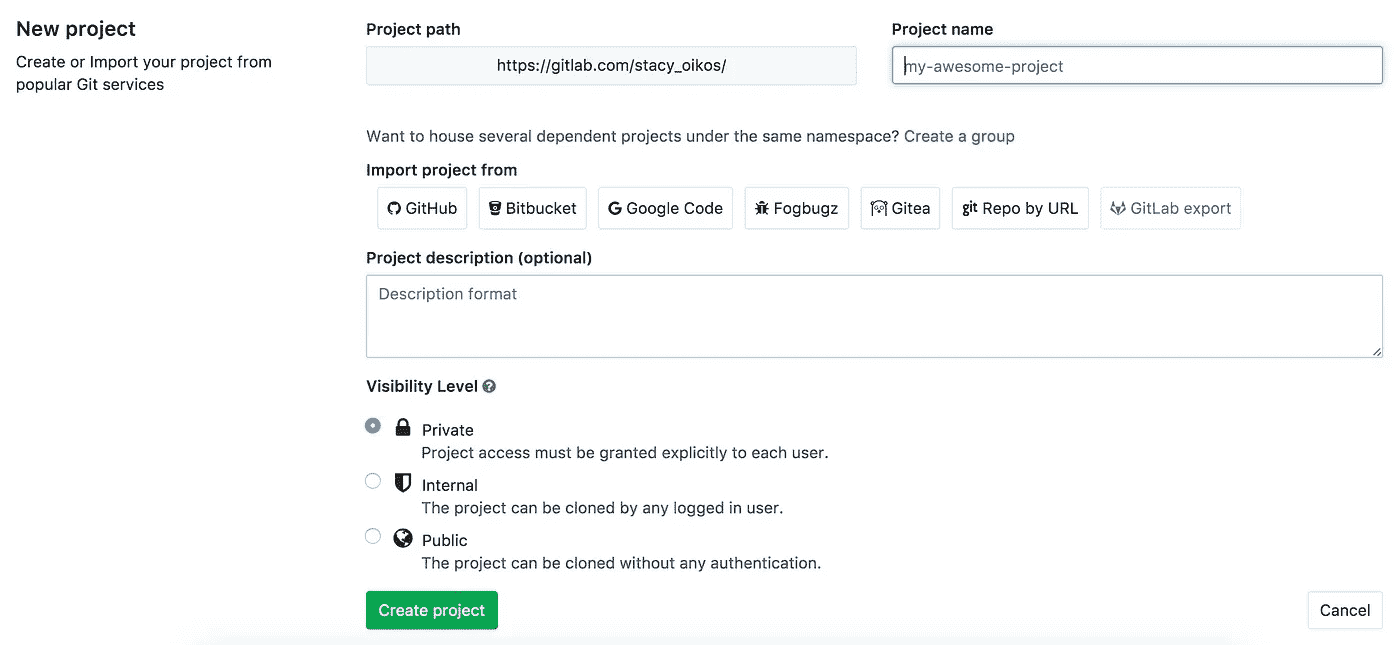 New project
Create or Import your project from
popular Git services
Project path
https://gitlab.com/stacy_oikos/
Project name
my-awesome-project
Want to house several dependent projects under the same namespace? Create a group
Import project from
GitHub
Bitbucket
Google Code
Fogbugz
Gitea
git Repo by URL
GitLab export
Project description (optional)
Description format
Visibility Level
Private
Project access must be granted explicitly to each user.
Internal
The project can be cloned by any logged in user.
Public
The project can be cloned without any authentication.
Create project
Cancel